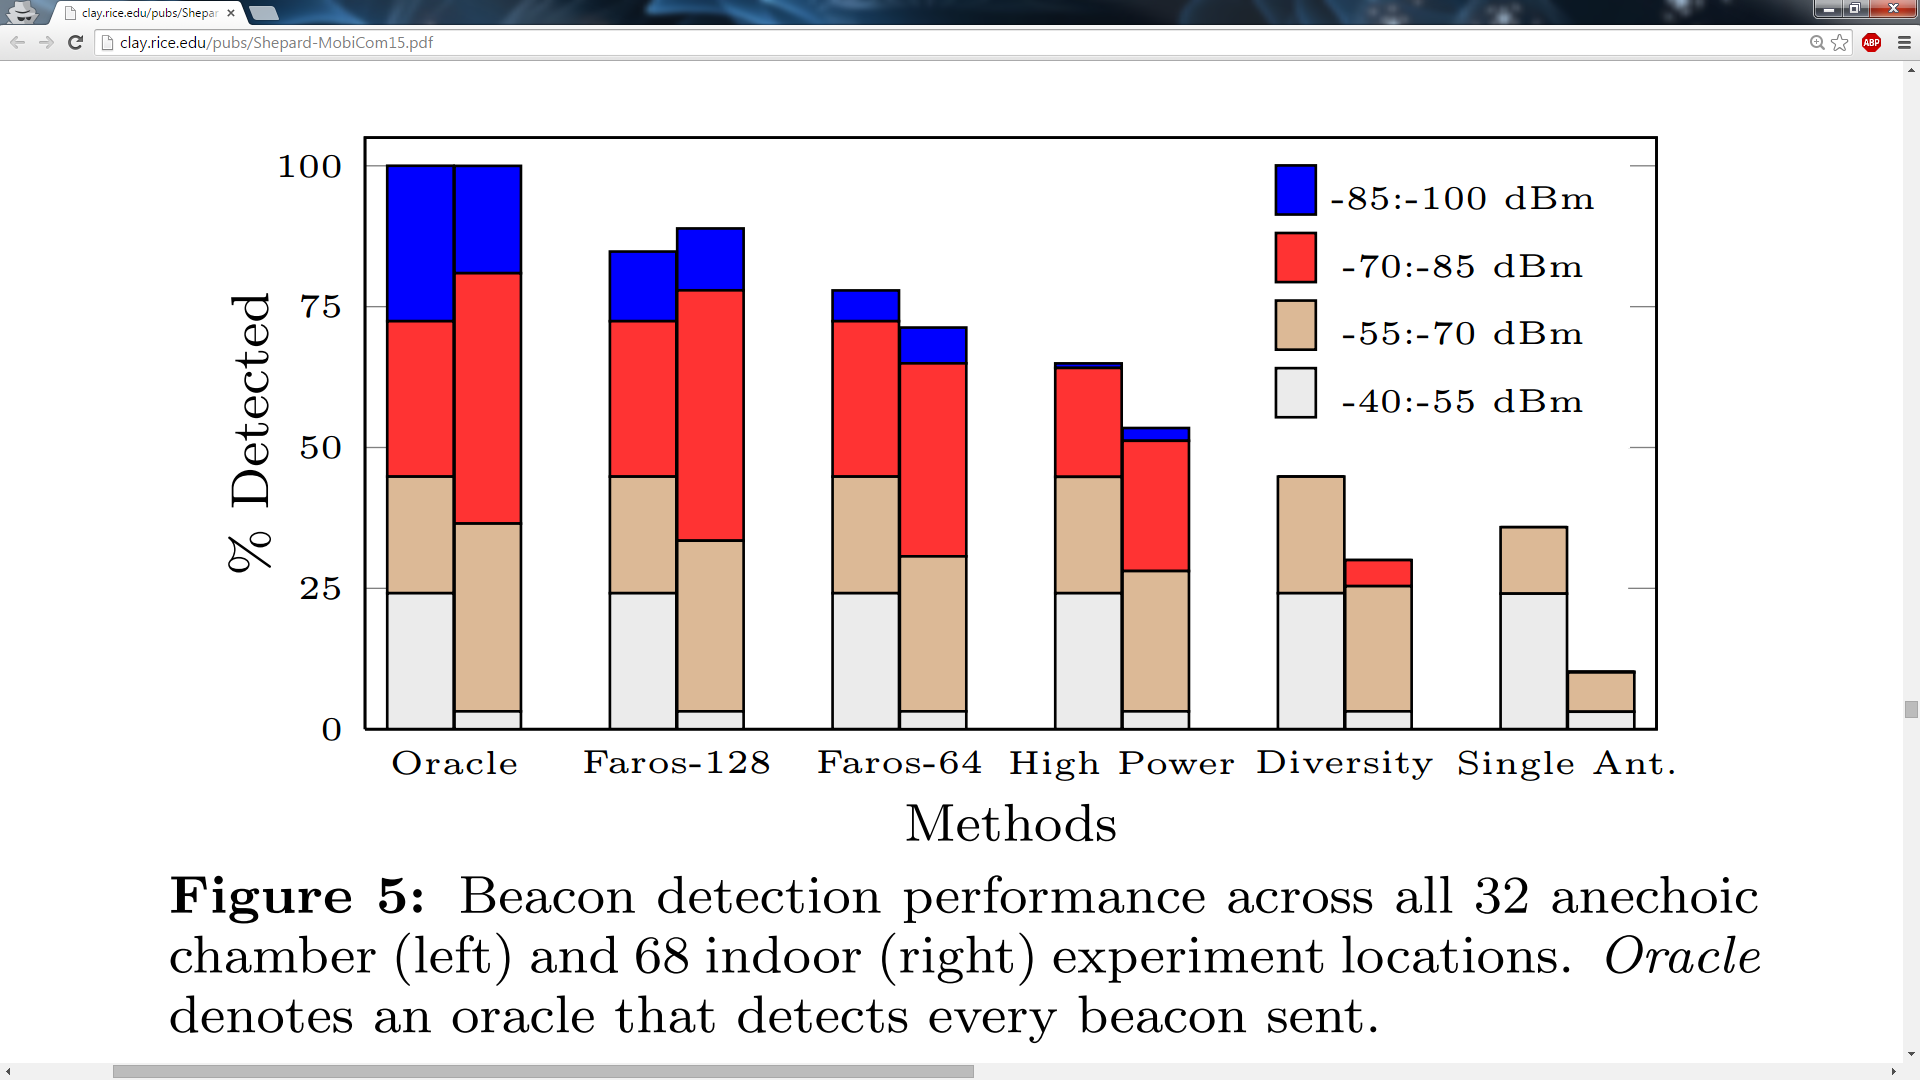 clay.rice.edu/pubs/Shepar
clay.rice.edu/pubs/Shepard-MobiCom15.pdf
ABP
100
75
50
25
0
% Detected
-85:-100 dBm
-70:-85 dBm
-55:-70 dBm
-40:-55 dBm
Oracle Faros-128 Faros-64 High Power Diversity Single Ant.
Methods
Figure 5: Beacon detection performance across all 32 anechoic
chamber (left) and 68 indoor (right) experiment locations. Oracle
denotes an oracle that detects every beacon sent.